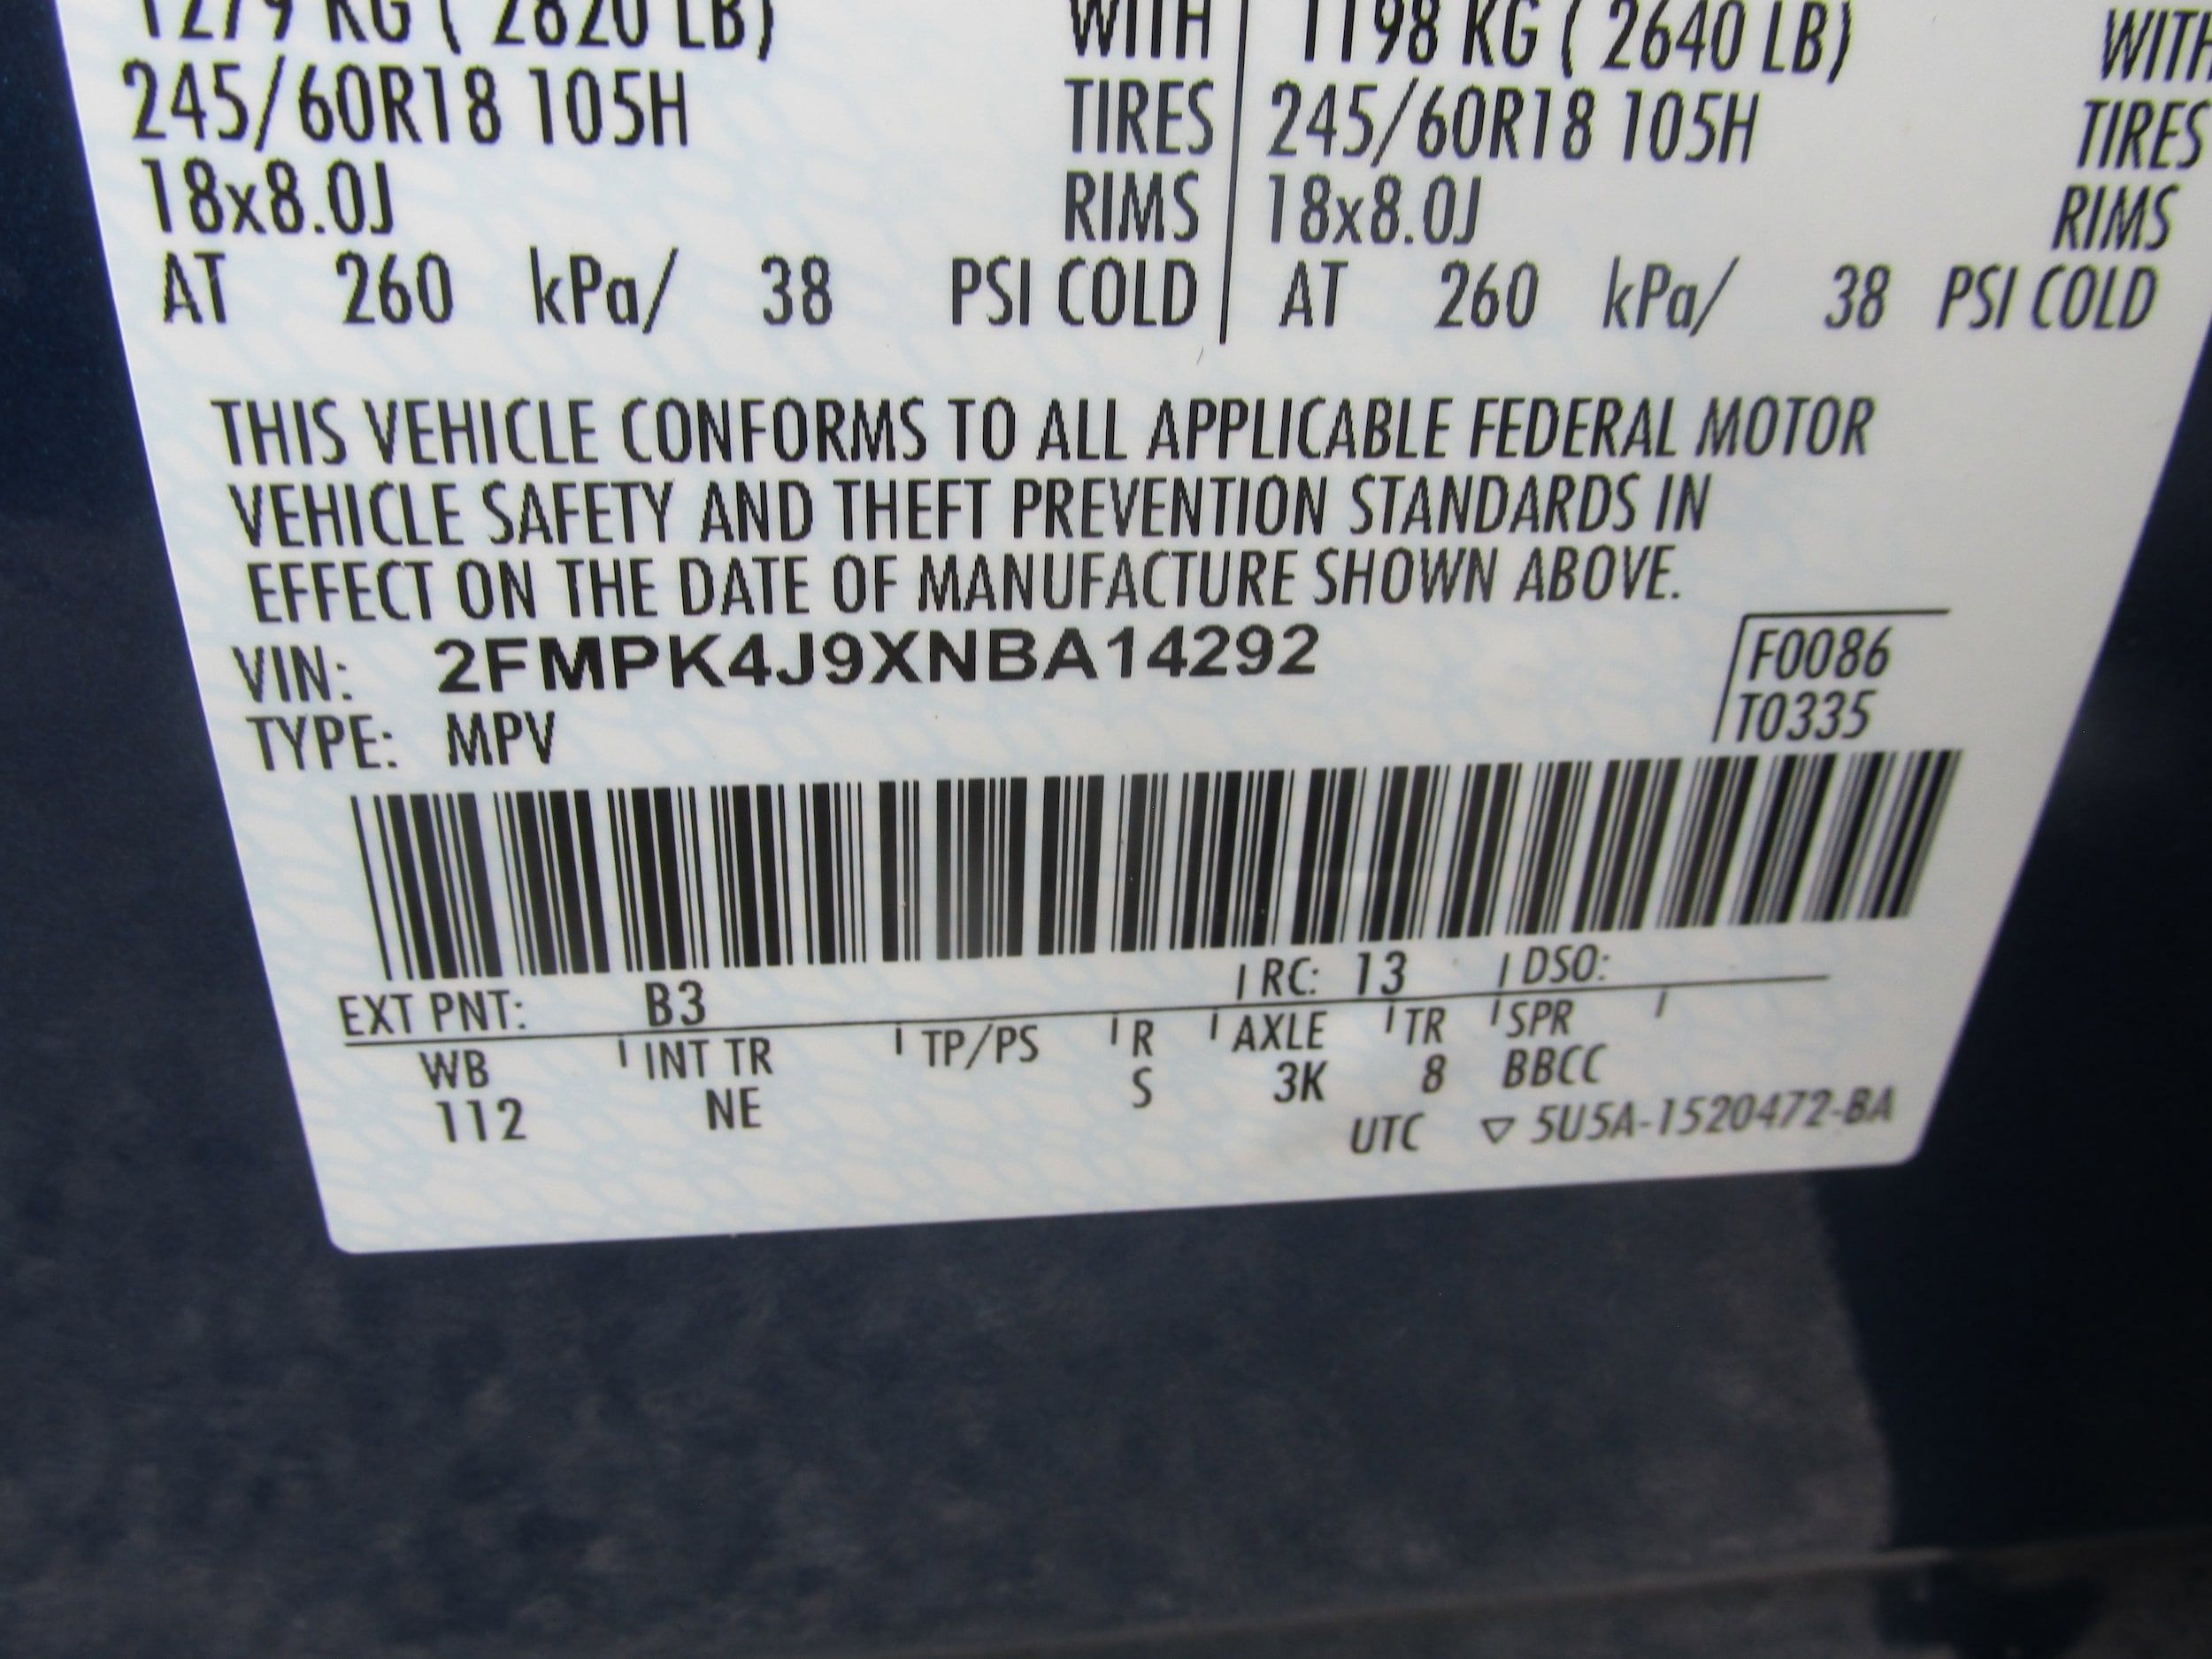 1279 KG ( 2820 LB) WITH 1198 KG ( 2640 LB) WITH
245/60R18 105H TIRES 245/60R18 105H TIRES
18x8.0J RIMS 18x8.0J RIMS
AT 260 kPa/ 38 PSI COLD AT 260 kPa/ 38 PSI COLD
THIS VEHICLE CONFORMS TO ALL APPLICABLE FEDERAL MOTOR
VEHICLE SAFETY AND THEFT PREVENTION STANDARDS IN
EFFECT ON THE DATE OF MANUFACTURE SHOWN ABOVE.
VIN: 2FMPK4J9XNBA14292 F0086
TYPE: MPV T0335
EXT PNT: B3 RC: 13 DSO:
WB INT TR TP/PS R AXLE TR SPR
112 NE S 3K 8 BBCC
UTC ▽ 5U5A-1520472-BA